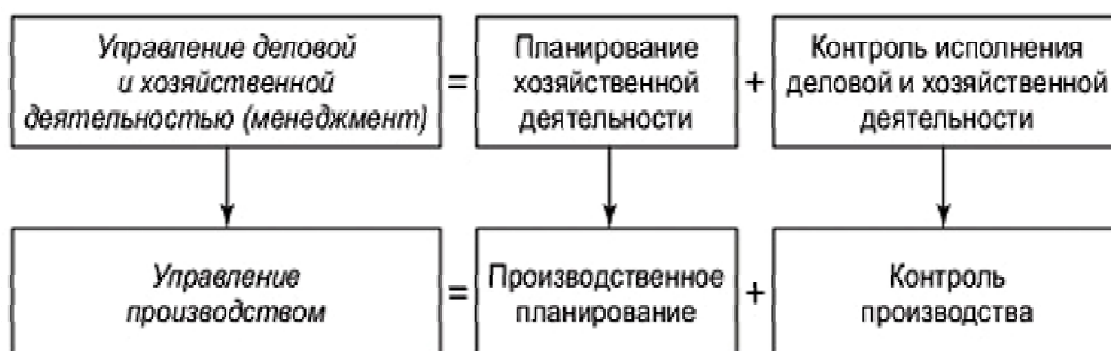 Управление деловой
и хозяйственной
деятельностью (менеджмент)
=
Планирование
хозяйственной
деятельности
+
Контроль исполнения
деловой и хозяйственной
деятельности
Управление
производством
=
Производственное
планирование
+
Контроль
производства